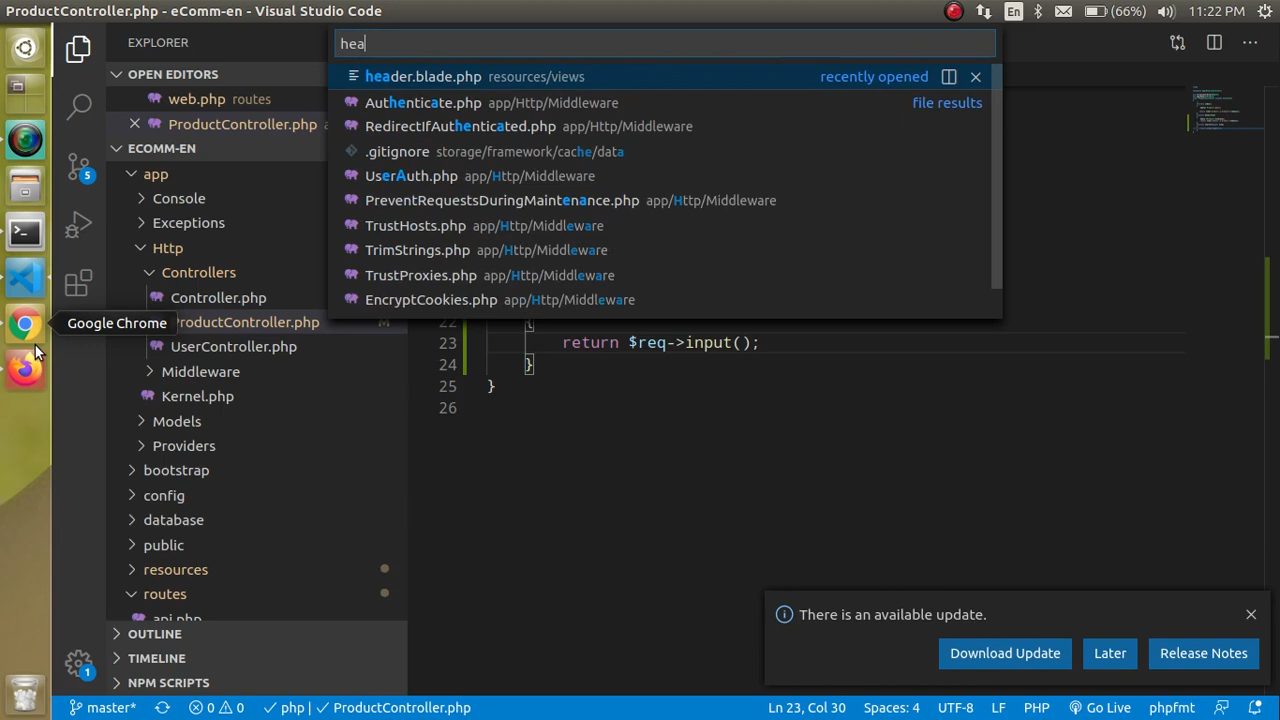 ProductController.php - eComm-en - Visual Studio Code
En
(66%)
11:22 PM
EXPLORER
hea
OPEN EDITORS
web.php routes
ProductController.php
ECOMM-EN
app
Console
Exceptions
Http
Controllers
Controller.php
ProductController.php
UserController.php
Middleware
Kernel.php
Models
Providers
bootstrap
config
database
public
resources
routes
api.php
OUTLINE
TIMELINE
NPM SCRIPTS
5
1
Google Chrome
header.blade.php resources/views recently opened
Authenticate.php app/Http/Middleware file results
RedirectIfAuthenticated.php app/Http/Middleware
.gitignore storage/framework/cache/data
UserAuth.php app/Http/Middleware
PreventRequestsDuringMaintenance.php app/Http/Middleware
TrustHosts.php app/Http/Middleware
TrimStrings.php app/Http/Middleware
TrustProxies.php app/Http/Middleware
EncryptCookies.php app/Http/Middleware
22 {
23 return $req->input();
24 }
25 }
26
There is an available update.
Download Update
Later
Release Notes
master*
0 0
php | ProductController.php
Ln 23, Col 30
Spaces: 4
UTF-8
LF
PHP
Go Live
phpfmt